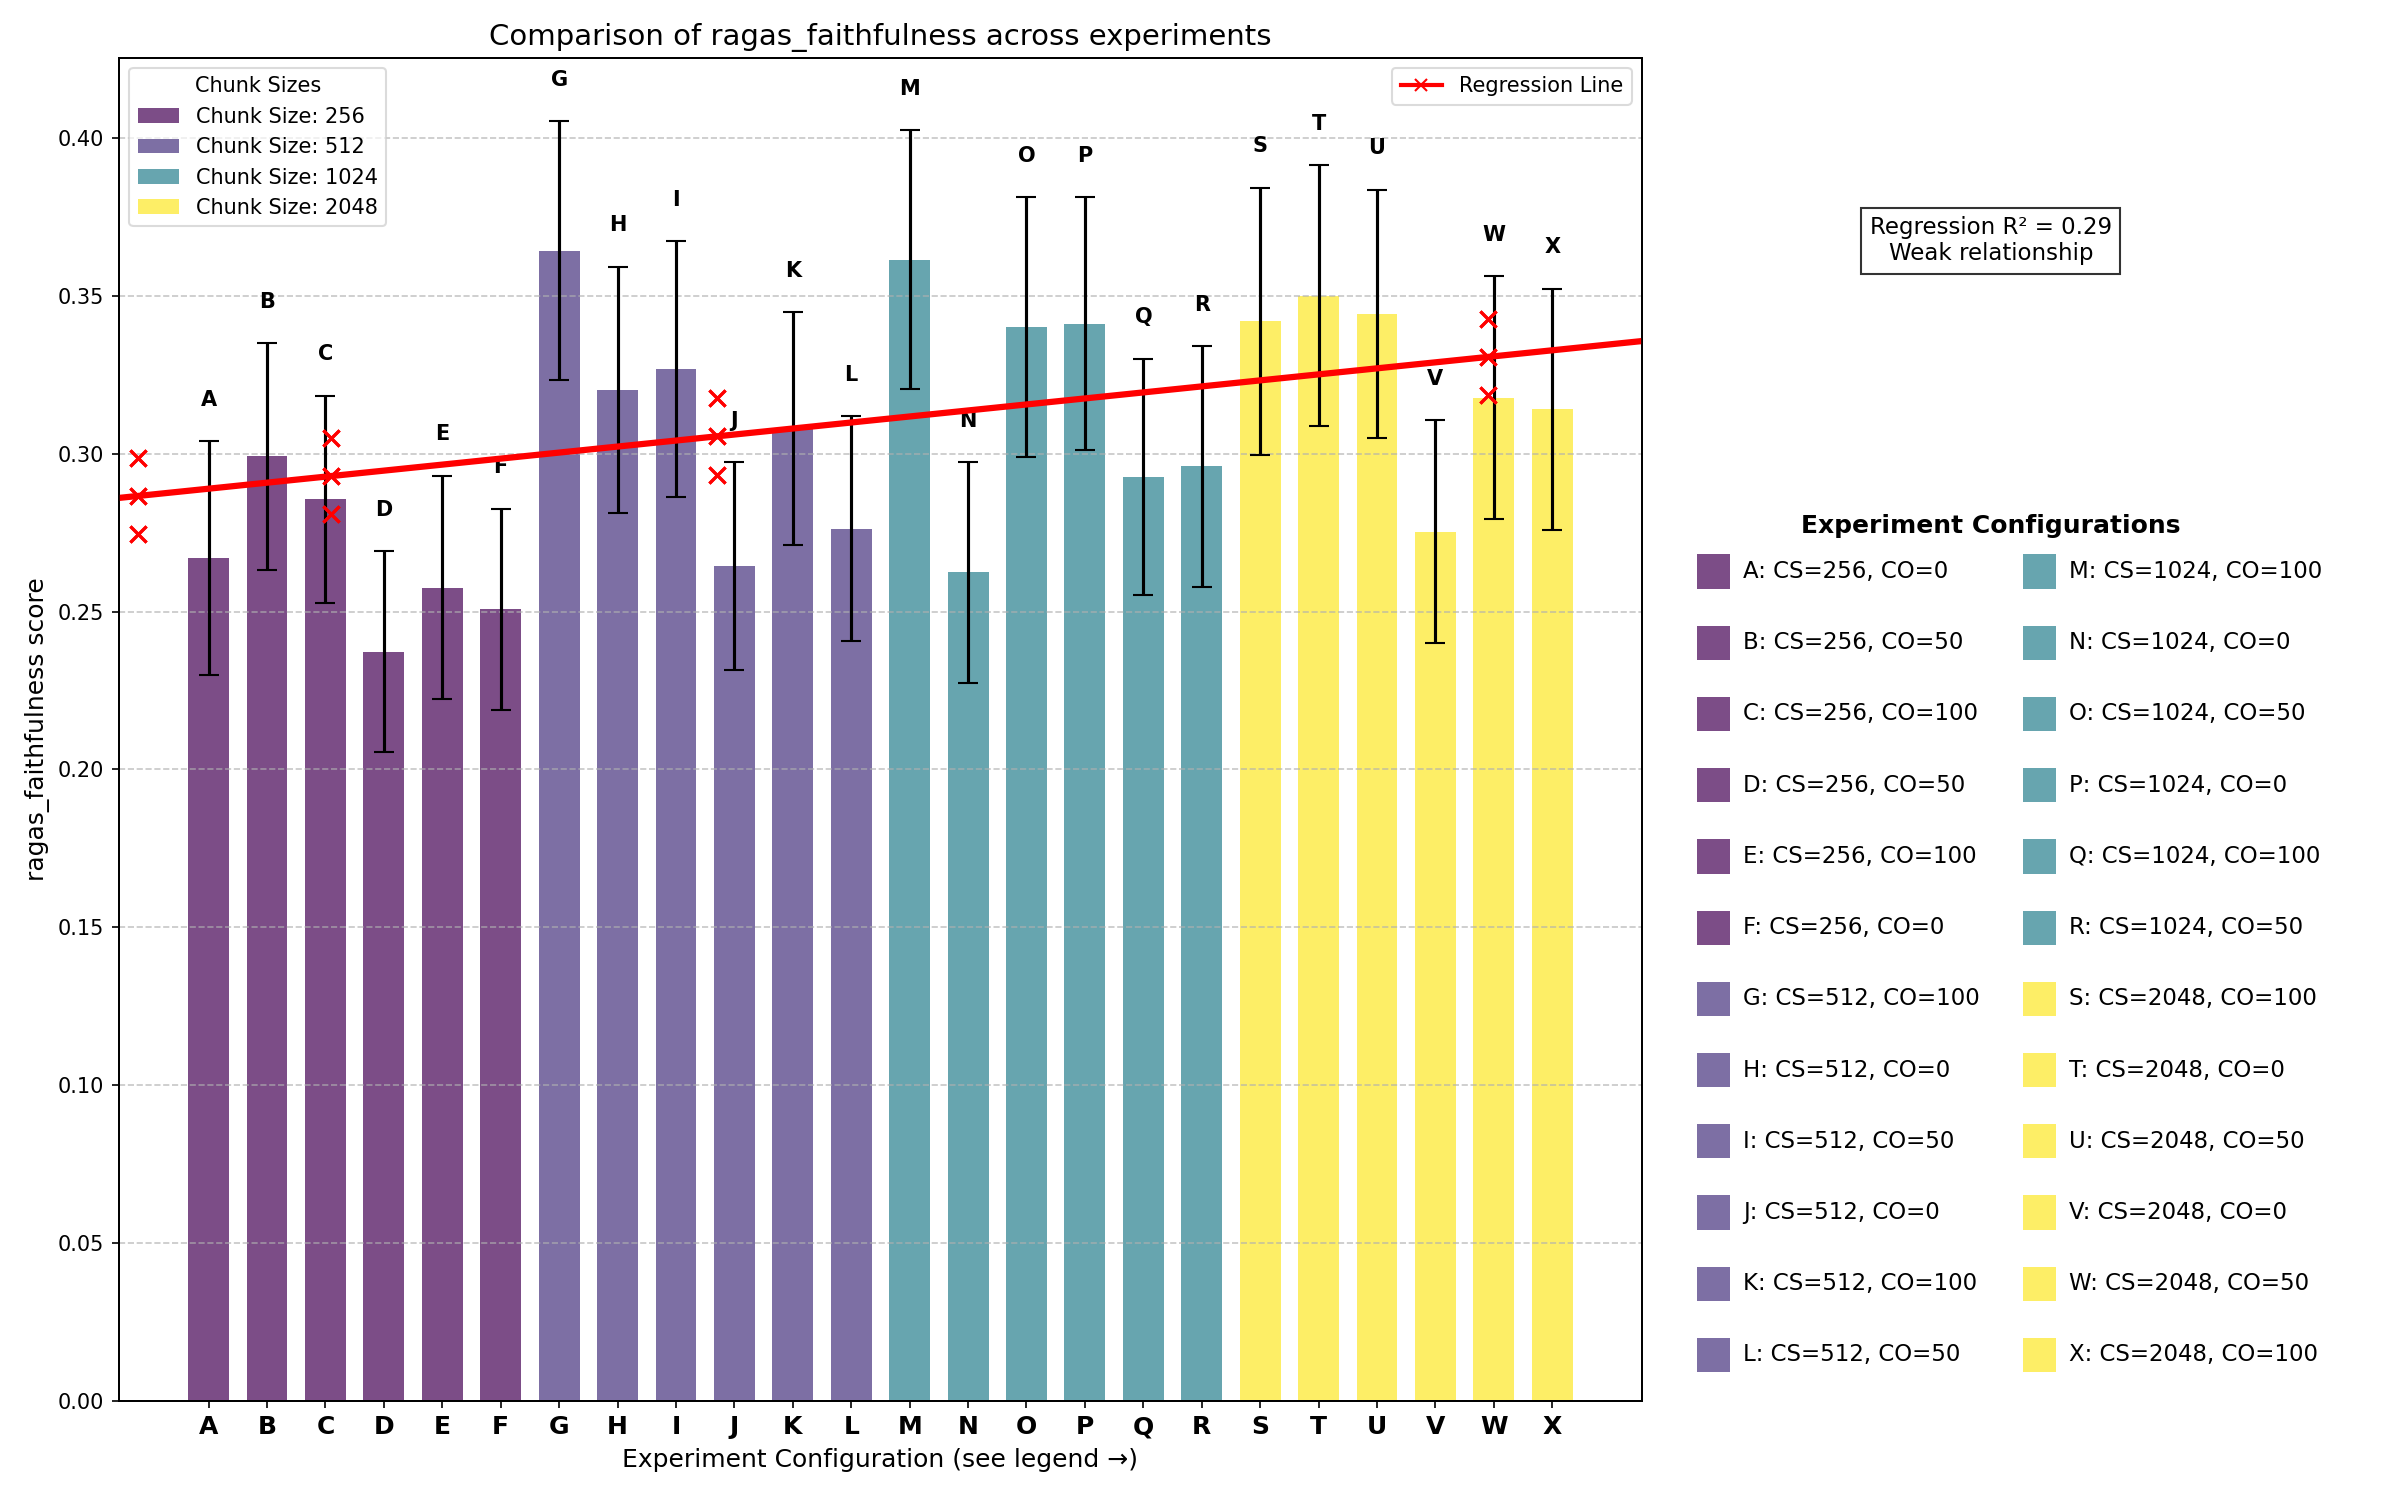 Comparison of ragas_faithfulness across experiments
Chunk Sizes
Chunk Size: 256
Chunk Size: 512
Chunk Size: 1024
Chunk Size: 2048
Regression Line
A
B
C
D
E
F
G
H
I
J
K
L
M
N
O
P
Q
R
S
T
U
V
W
X
0.40
0.35
0.30
0.25
0.20
0.15
0.10
0.05
0.00
ragas_faithfulness score
A B C D E F G H I J K L M N O P Q R S T U V W X
Experiment Configuration (see legend →)
Regression R² = 0.29
Weak relationship
Experiment Configurations
A: CS=256, CO=0
B: CS=256, CO=50
C: CS=256, CO=100
D: CS=256, CO=50
E: CS=256, CO=100
F: CS=256, CO=0
G: CS=512, CO=100
H: CS=512, CO=0
I: CS=512, CO=50
J: CS=512, CO=0
K: CS=512, CO=100
L: CS=512, CO=50
M: CS=1024, CO=100
N: CS=1024, CO=0
O: CS=1024, CO=50
P: CS=1024, CO=0
Q: CS=1024, CO=100
R: CS=1024, CO=50
S: CS=2048, CO=100
T: CS=2048, CO=0
U: CS=2048, CO=50
V: CS=2048, CO=0
W: CS=2048, CO=50
X: CS=2048, CO=100